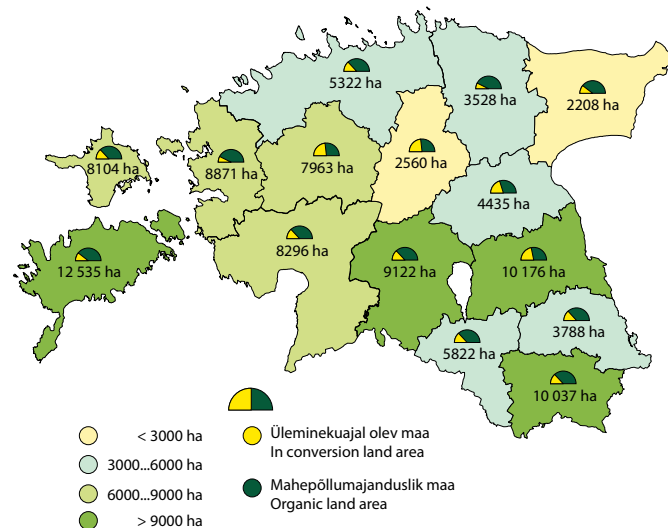 5322 ha
3528 ha
2208 ha
8104 ha
8871 ha
7963 ha
2560 ha
4435 ha
12 535 ha
8296 ha
9122 ha
10 176 ha
5822 ha
3788 ha
10 037 ha
< 3000 ha
3000...6000 ha
6000...9000 ha
> 9000 ha
Üleminekuajal olev maa
In conversion land area
Mahepõllumajanduslik maa
Organic land area